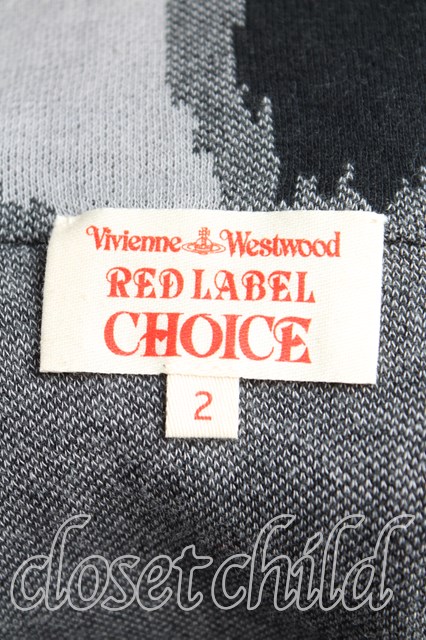 Vivienne Westwood
RED LABEL
CHOICE
2
closet child